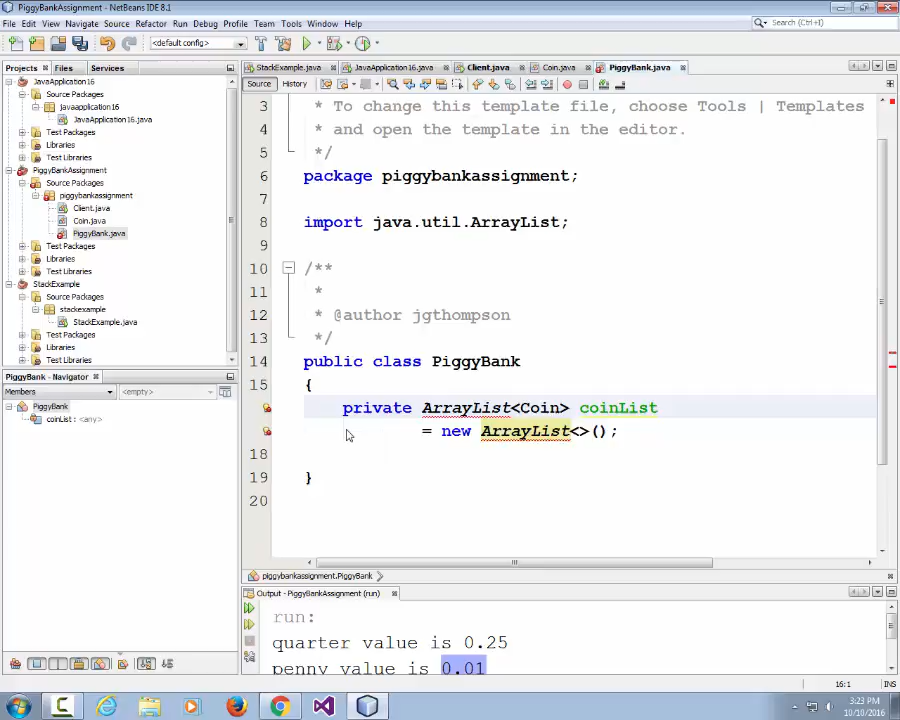 PiggyBankAssignment - NetBeans IDE 8.1
File Edit View Navigate Source Refactor Run Debug Profile Team Tools Window Help
Search (Ctrl+I)
<default config>
Projects Files Services
StackExample.java JavaApplication16.java Client.java Coin.java PiggyBank.java
Source History
JavaApplication16
Source Packages
javaapplication16
JavaApplication16.java
Test Packages
Libraries
Test Libraries
PiggyBankAssignment
Source Packages
piggybankassignment
Client.java
Coin.java
PiggyBank.java
Test Packages
Libraries
Test Libraries
StackExample
Source Packages
stackexample
StackExample.java
Test Packages
Libraries
Test Libraries
PiggyBank - Navigator
Members <empty>
PiggyBank
coinList : <any>
3 * To change this template file, choose Tools | Templates
4 * and open the template in the editor.
5 */
6 package piggybankassignment;
7
8 import java.util.ArrayList;
9
10 /**
11 *
12 * @author jgthompson
13 */
14 public class PiggyBank
15 {
private ArrayList<Coin> coinList
= new ArrayList<>();
18
19 }
20
piggybankassignment.PiggyBank
Output - PiggyBankAssignment (run)
run:
quarter value is 0.25
penny value is 0.01
16:1 INS
3:23 PM
10/10/2016